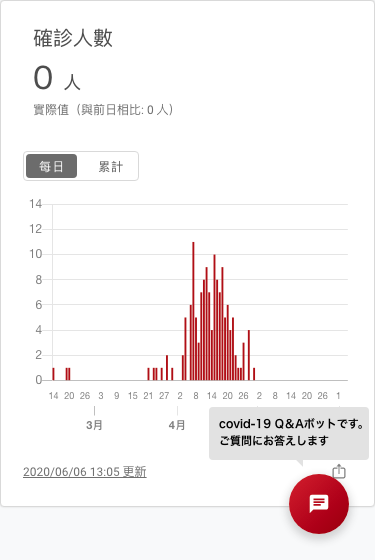 確診人數
0 人
實際值（與前日相比: 0 人）
每日 累計
14
12
10
8
6
4
2
0
14 20 26 3 9 15 21 27 2 8 14 20 26 2 8 14 20 26 1
3月 4月
covid-19 Q&Aボットです。
ご質問にお答えします
2020/06/06 13:05 更新